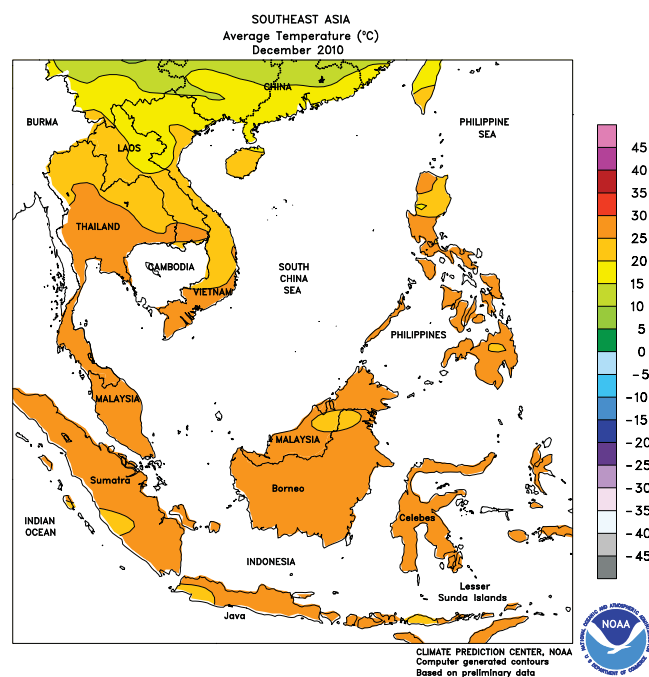 SOUTHEAST ASIA
Average Temperature (°C)
December 2010
CHINA
BURMA
PHILIPPINE
SEA
LAOS
THAILAND
CAMBODIA
SOUTH
CHINA
SEA
VIETNAM
PHILIPPINES
MALAYSIA
MALAYSIA
Sumatra
Borneo
INDIAN
OCEAN
Celebes
INDONESIA
Lesser
Sunda Islands
Java
45
40
35
30
25
20
15
10
5
0
-5
-10
-15
-20
-25
-30
-35
-40
-45
NOAA
CLIMATE PREDICTION CENTER, NOAA
Computer generated contours
Based on preliminary data